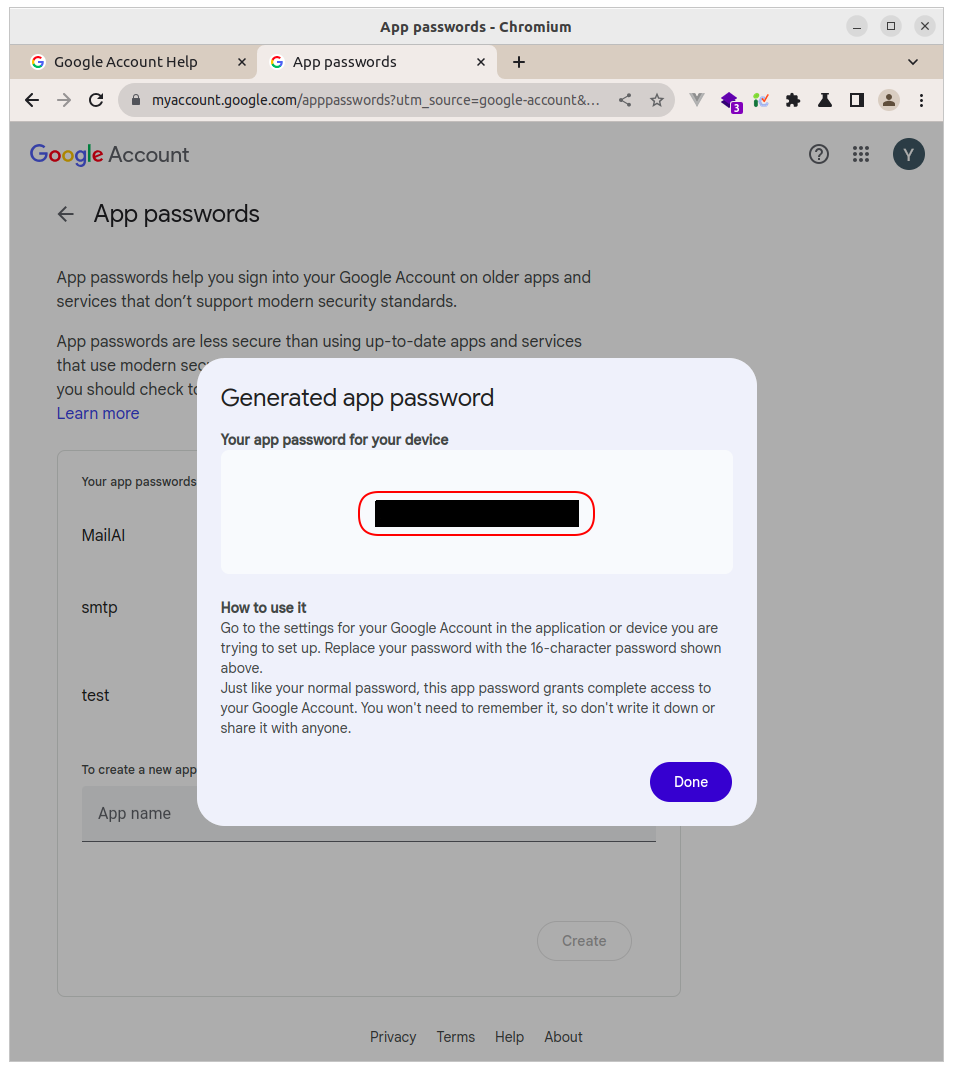 App passwords - Chromium
Google Account Help
App passwords
myaccount.google.com/apppasswords?utm_source=google-account&…
3
Google Account
Y
App passwords
App passwords help you sign into your Google Account on older apps and
services that don’t support modern security standards.
App passwords are less secure than using up-to-date apps and services
that use modern sec
you should check to
Learn more
Generated app password
Your app password for your device
Your app passwords
MailAI
smtp
test
How to use it
Go to the settings for your Google Account in the application or device you are
trying to set up. Replace your password with the 16-character password shown
above.
Just like your normal password, this app password grants complete access to
your Google Account. You won't need to remember it, so don't write it down or
share it with anyone.
Done
To create a new app
App name
Create
Privacy Terms Help About